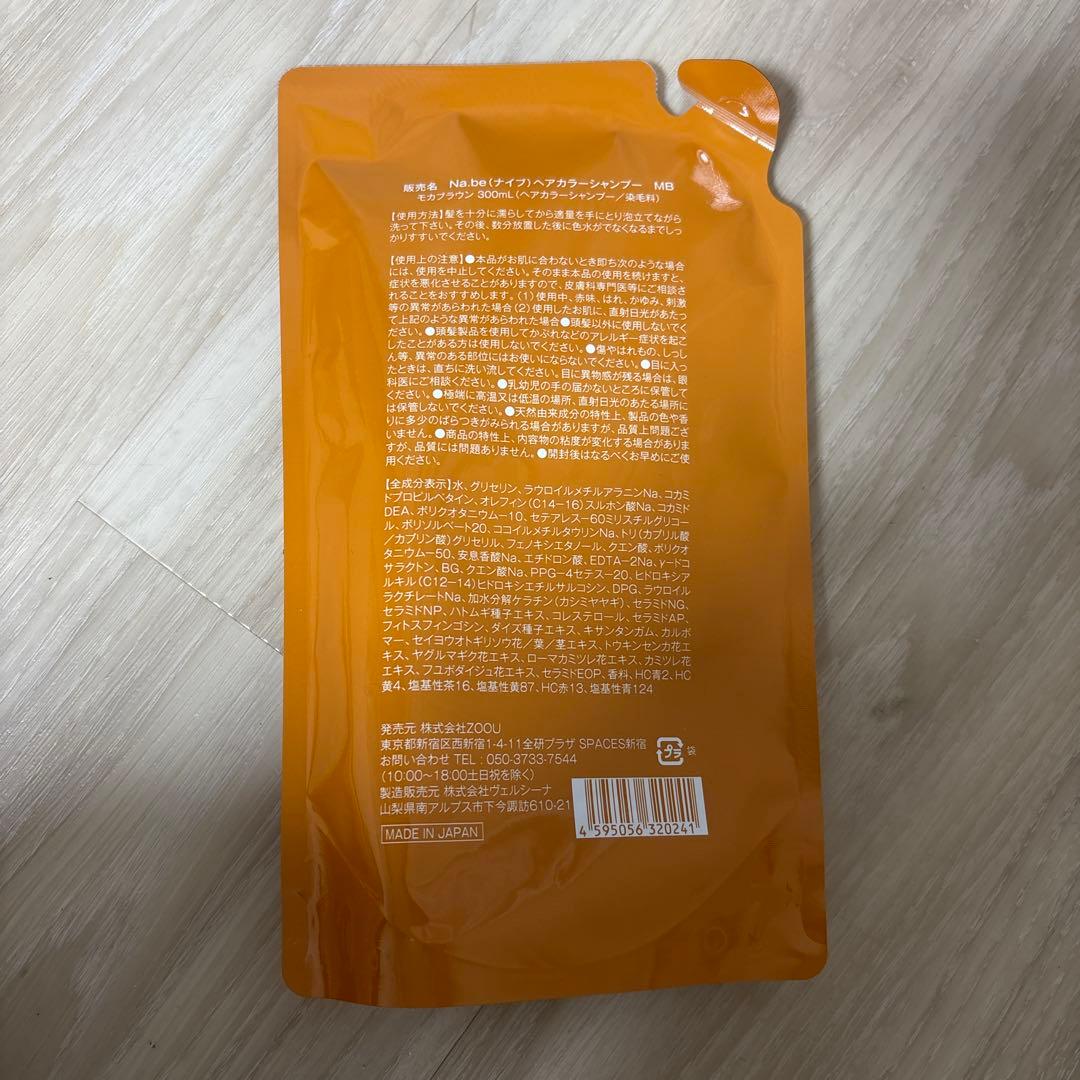 販売名 Na.be(ナイブ)ヘアカラーシャンプー MB
モカブラウン 300mL(ヘアカラーシャンプー/染毛料)
【使用方法】髪を十分に濡らしてから適量を手にとり泡立てながら
洗って下さい。その後、数分放置した後に色水がでなくなるまでしっ
かりすすいでください。
【使用上の注意】●本品がお肌に合わないとき即ち次のような場合
には、使用を中止してください。そのまま本品の使用を続けますと、
症状を悪化させることがありますので、皮膚科専門医等にご相談さ
れることをおすすめします。(1)使用中、赤味、はれ、かゆみ、刺激
等の異常があらわれた場合(2)使用したお肌に、直射日光があたっ
て上記のような異常があらわれた場合●頭髪以外に使用しないでく
ださい。●頭髪製品を使用してかぶれなどのアレルギー症状を起こ
したことがある方は使用しないでください。●傷やはれもの、しっし
ん等、異常のある部位にはお使いにならないでください。●目に入っ
たときは、直ちに洗い流してください。目に異物感が残る場合は、眼
科医にご相談ください。●乳幼児の手の届かないところに保管して
ください。●極端に高温又は低温の場所、直射日光のあたる場所に
は保管しないでください。●天然由来成分の特性上、製品の色や香
りに多少のばらつきがみられる場合がありますが、品質上問題ござ
いません。●商品の特性上、内容物の粘度が変化する場合がありま
すが、品質には問題ありません。●開封後はなるべくお早めにご使
用ください。
【全成分表示】水、グリセリン、ラウロイルメチルアラニンNa、コカミ
ドプロピルベタイン、オレフィン(C14-16)スルホン酸Na、コカミド
DEA、ポリクオタニウム-10、セテアレス-60ミリスチルグリコー
ル、ポリソルベート20、ココイルメチルタウリンNa、トリ(カプリル酸
/カプリン酸)グリセリル、フェノキシエタノール、クエン酸、ポリクオ
タニウム-50、安息香酸Na、エチドロン酸、EDTA-2Na、γ-ドコ
サラクトン、BG、クエン酸Na、PPG-4セテス-20、ヒドロキシア
ルキル(C12-14)ヒドロキシエチルサルコシン、DPG、ラウロイル
ラクチレートNa、加水分解ケラチン(カシミヤヤギ)、セラミドNG、
セラミドNP、ハトムギ種子エキス、コレステロール、セラミドAP、
フィトスフィンゴシン、ダイズ種子エキス、キサンタンガム、カルボ
マー、セイヨウオトギリソウ花/葉/茎エキス、トウキンセンカ花エ
キス、ヤグルマギク花エキス、ローマカミツレ花エキス、カミツレ花
エキス、フユボダイジュ花エキス、セラミドEOP、香料、HC青2、HC
黄4、塩基性茶16、塩基性黄87、HC赤13、塩基性青124
発売元 株式会社ZOOU
東京都新宿区西新宿1-4-11全研プラザ SPACES新宿
お問い合わせ TEL:050-3733-7544
(10:00〜18:00土日祝を除く)
製造販売元 株式会社ヴェルシーナ
山梨県南アルプス市下今諏訪610-21
MADE IN JAPAN
プラ
袋
4 595056 320241